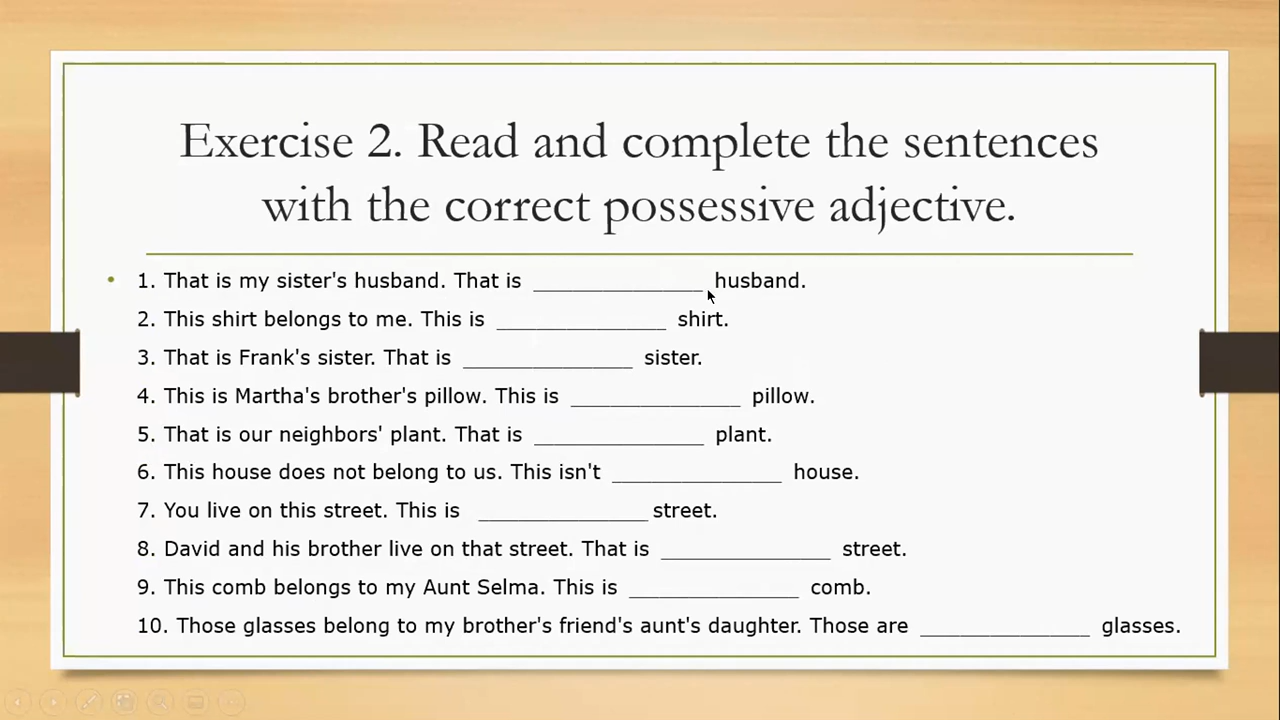 Exercise 2. Read and complete the sentences
with the correct possessive adjective.
• 1. That is my sister's husband. That is _______________ husband.
2. This shirt belongs to me. This is _______________ shirt.
3. That is Frank's sister. That is _______________ sister.
4. This is Martha's brother's pillow. This is _______________ pillow.
5. That is our neighbors' plant. That is _______________ plant.
6. This house does not belong to us. This isn't _______________ house.
7. You live on this street. This is _______________ street.
8. David and his brother live on that street. That is _______________ street.
9. This comb belongs to my Aunt Selma. This is _______________ comb.
10. Those glasses belong to my brother's friend's aunt's daughter. Those are _______________ glasses.